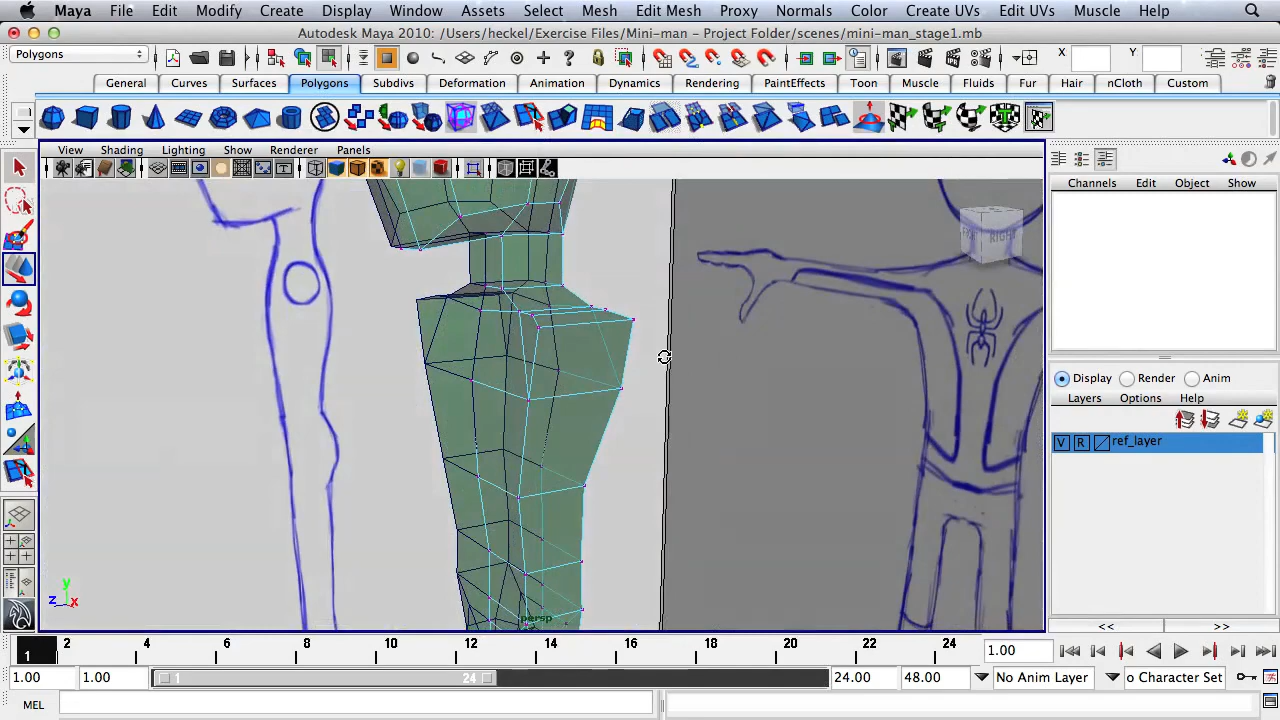 Maya File Edit Modify Create Display Window Assets Select Mesh Edit Mesh Proxy Normals Color Create UVs Edit UVs Muscle Help
Autodesk Maya 2010: /Users/heckel/Exercise Files/Mini-man - Project Folder/scenes/mini-man_stage1.mb
Polygons X Y
General Curves Surfaces Polygons Subdivs Deformation Animation Dynamics Rendering PaintEffects Toon Muscle Fluids Fur Hair nCloth Custom
View Shading Lighting Show Renderer Panels
Channels Edit Object Show
RIGHT
Display Render Anim
Layers Options Help
V R ref_layer
y
z x
persp
<< >>
1 2 4 6 8 10 12 14 16 18 20 22 24 1.00
1.00 1.00 1 24 24.00 48.00 No Anim Layer o Character Set
MEL